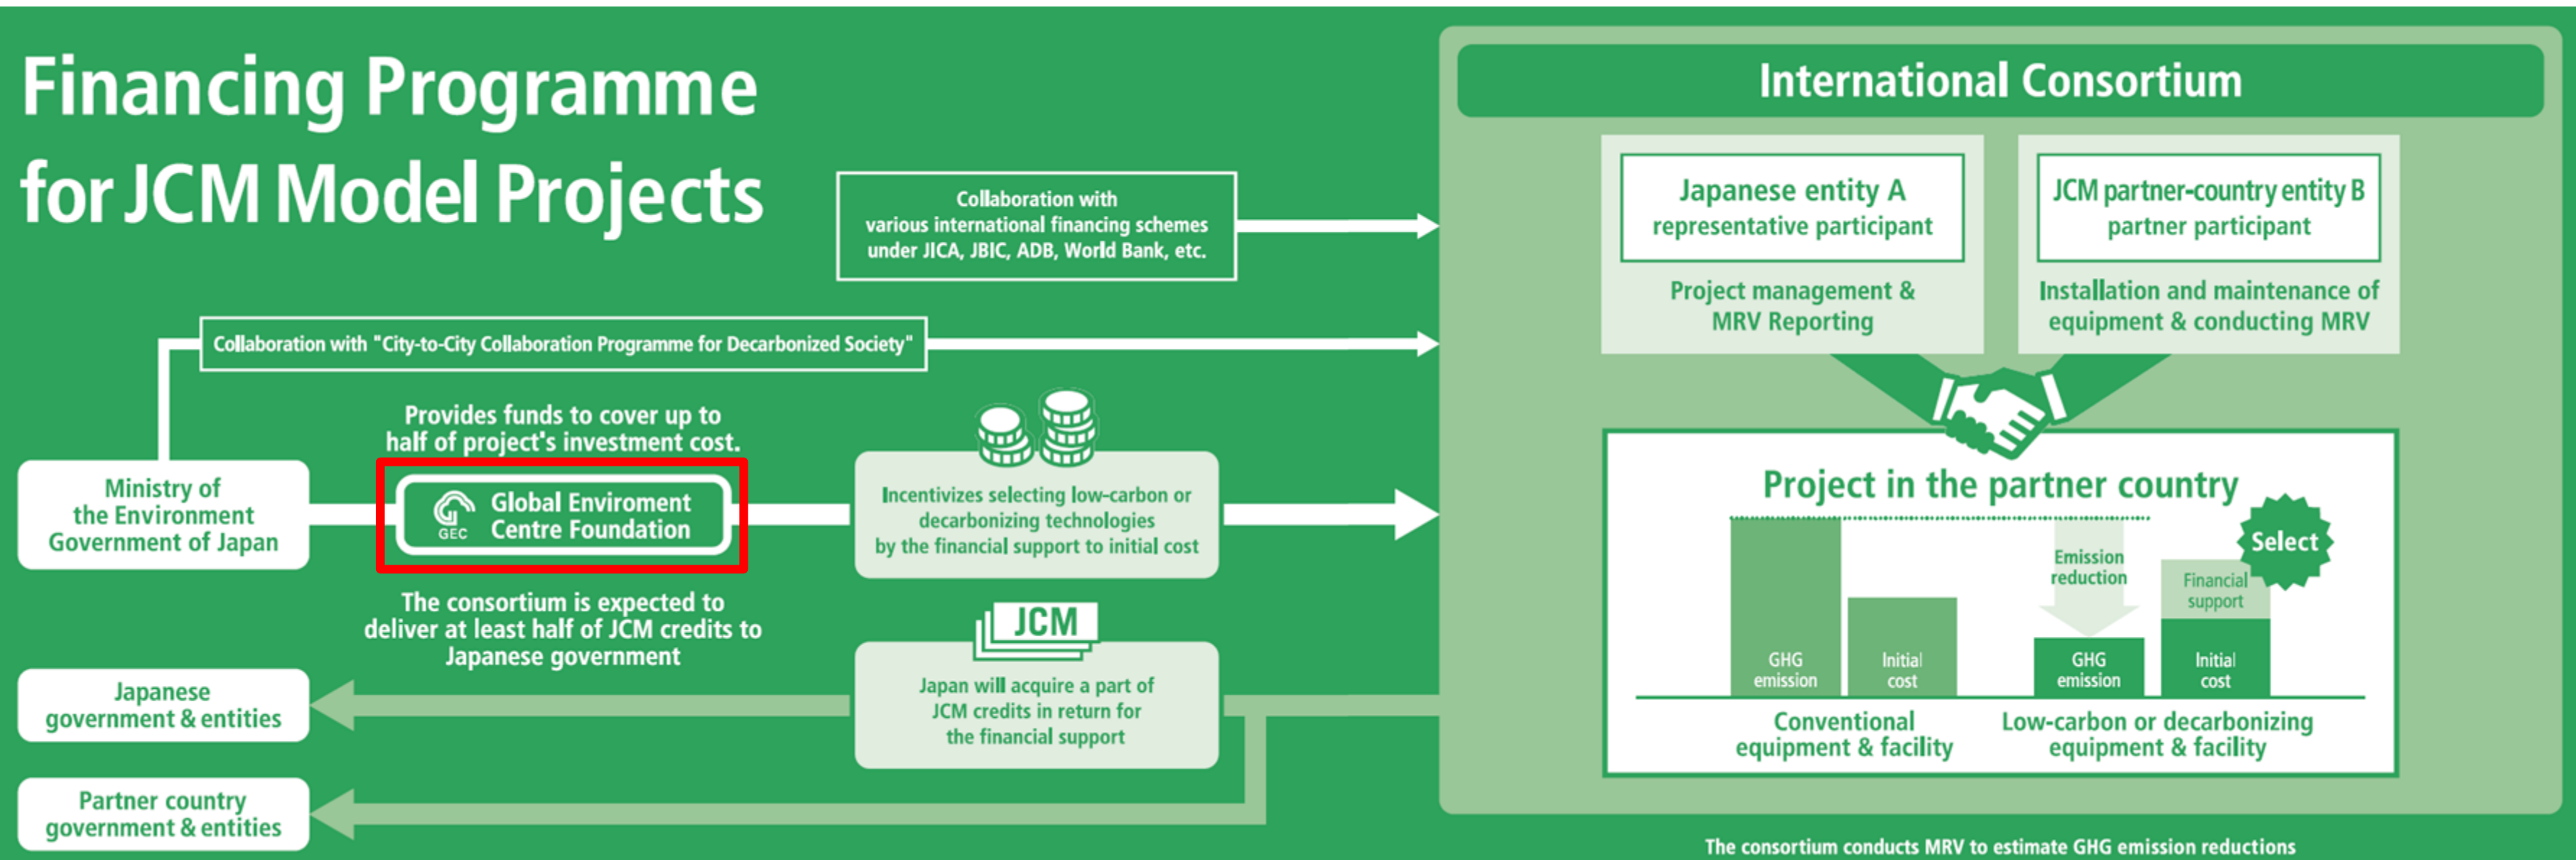 Financing Programme
for JCM Model Projects
Collaboration with
various international financing schemes
under JICA, JBIC, ADB, World Bank, etc.
Collaboration with "City-to-City Collaboration Programme for Decarbonized Society"
Provides funds to cover up to
half of project's investment cost.
Ministry of
the Environment
Government of Japan
GEC
Global Enviroment
Centre Foundation
Incentivizes selecting low-carbon or
decarbonizing technologies
by the financial support to initial cost
The consortium is expected to
deliver at least half of JCM credits to
Japanese government
JCM
Japan will acquire a part of
JCM credits in return for
the financial support
Japanese
government & entities
Partner country
government & entities
International Consortium
Japanese entity A
representative participant
Project management &
MRV Reporting
JCM partner-country entity B
partner participant
Installation and maintenance of
equipment & conducting MRV
Project in the partner country
Select
Emission
reduction
Financial
support
GHG
emission
Initial
cost
GHG
emission
Initial
cost
Conventional
equipment & facility
Low-carbon or decarbonizing
equipment & facility
The consortium conducts MRV to estimate GHG emission reductions